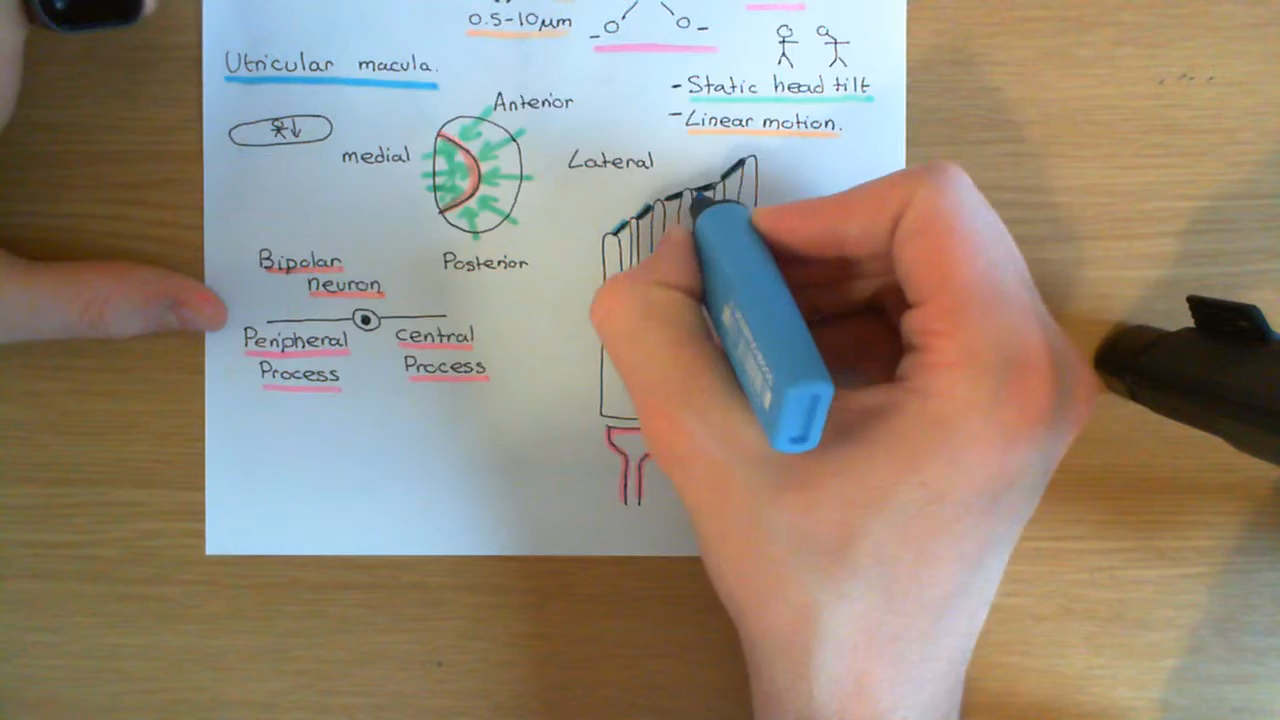 0.5-10μm
-O O-
Utricular macula.
- Static head tilt
- Linear motion.
Anterior
medial
Lateral
Posterior
Bipolar
neuron
Peripheral
Process
central
Process